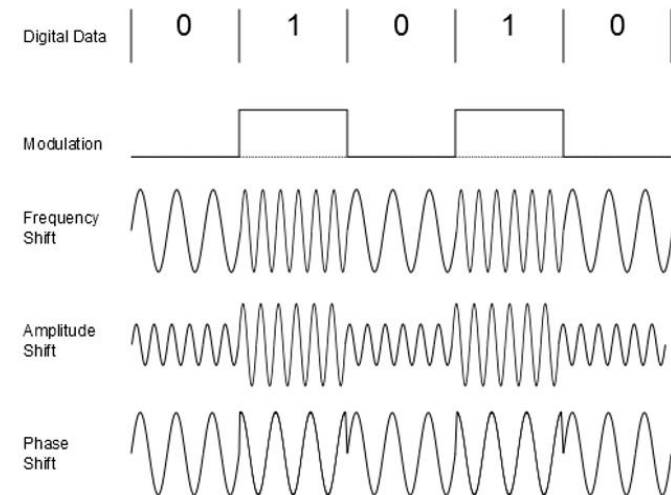 Digital Data 0 1 0 1 0
Modulation
Frequency
Shift
Amplitude
Shift
Phase
Shift